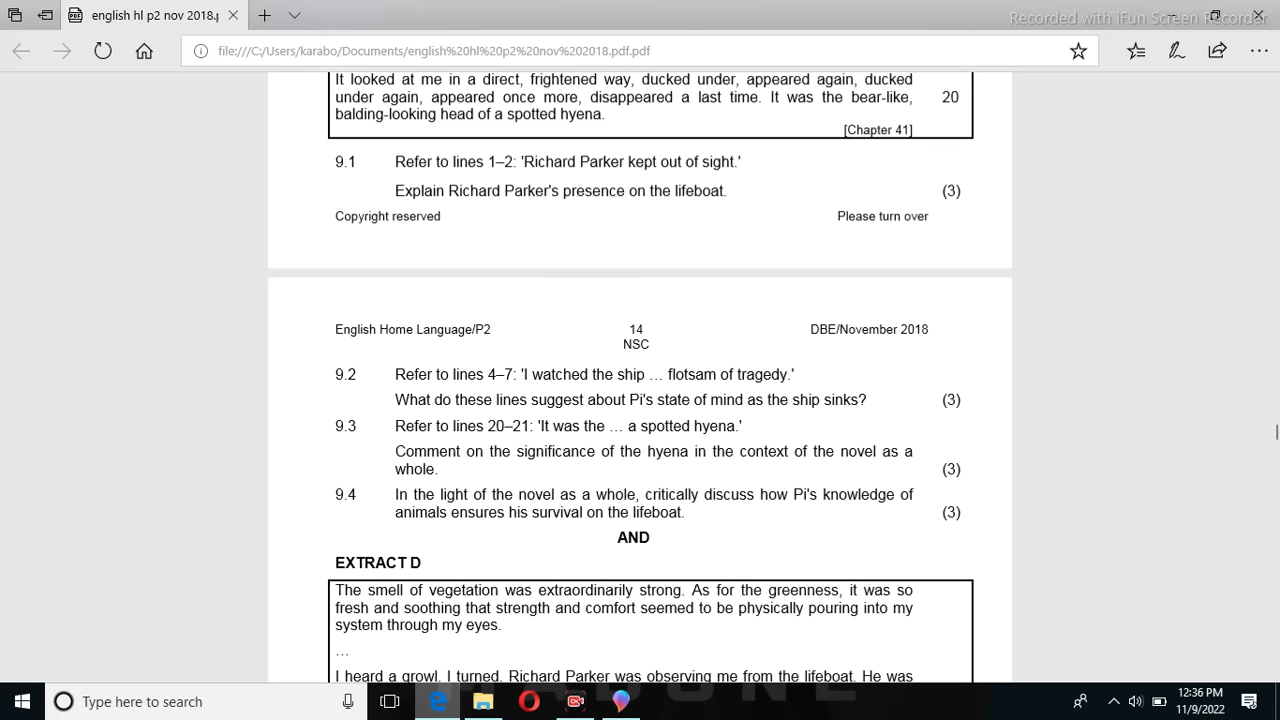 english hl p2 nov 2018.p
Recorded with iFun Screen Recorder
file:///C:/Users/karabo/Documents/english%20hl%20p2%20nov%202018.pdf.pdf
It looked at me in a direct, frightened way, ducked under, appeared again, ducked
under again, appeared once more, disappeared a last time. It was the bear-like, 20
balding-looking head of a spotted hyena.
[Chapter 41]
9.1 Refer to lines 1–2: 'Richard Parker kept out of sight.'
Explain Richard Parker's presence on the lifeboat. (3)
Copyright reserved Please turn over
English Home Language/P2 14 DBE/November 2018
NSC
9.2 Refer to lines 4–7: 'I watched the ship … flotsam of tragedy.'
What do these lines suggest about Pi's state of mind as the ship sinks? (3)
9.3 Refer to lines 20–21: 'It was the … a spotted hyena.'
Comment on the significance of the hyena in the context of the novel as a
whole. (3)
9.4 In the light of the novel as a whole, critically discuss how Pi's knowledge of
animals ensures his survival on the lifeboat. (3)
AND
EXTRACT D
The smell of vegetation was extraordinarily strong. As for the greenness, it was so
fresh and soothing that strength and comfort seemed to be physically pouring into my
system through my eyes.
…
I heard a growl. I turned. Richard Parker was observing me from the lifeboat. He was
Type here to search
12:36 PM
11/9/2022